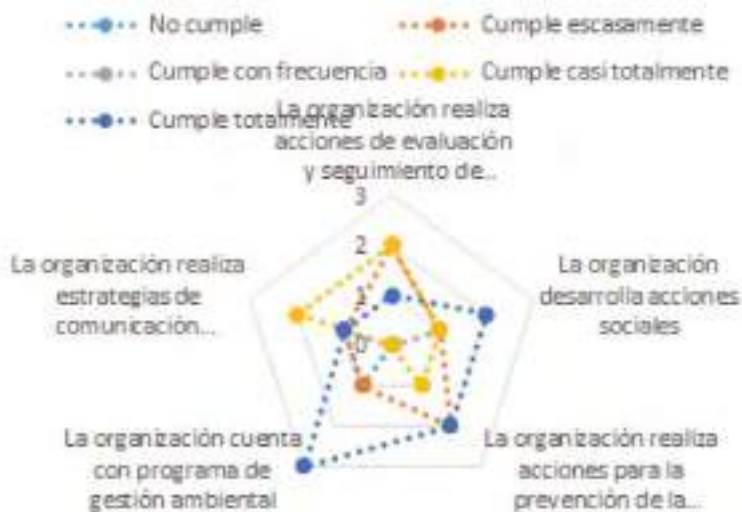 No cumple
Cumple escasamente
Cumple con frecuencia
Cumple casi totalmente
Cumple totalmente
La organización realiza
acciones de evaluación
y seguimiento de...
3
2
1
0
La organización
desarrolla acciones
sociales
La organización realiza
acciones para la
prevención de la...
La organización cuenta
con programa de
gestión ambiental
La organización realiza
estrategias de
comunicación...